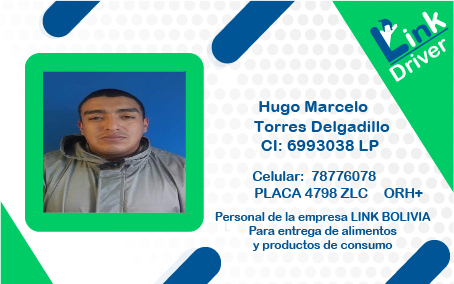 Link
Driver
Hugo Marcelo
Torres Delgadillo
CI: 6993038 LP
Celular: 78776078
PLACA 4798 ZLC ORH+
Personal de la empresa LINK BOLIVIA
Para entrega de alimentos
y productos de consumo